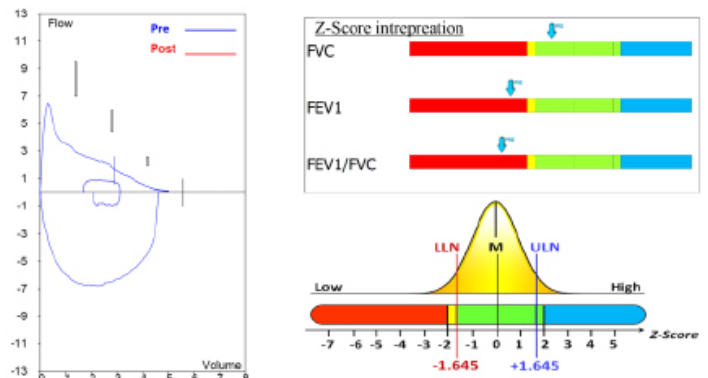 Flow
Pre
Post
13
11
9
7
5
3
1
-1
-3
-5
-7
-9
-11
-13
Volume
Z-Score intrepreation
FVC
FEV1
FEV1/FVC
LLN
M
ULN
Low
High
-7 -6 -5 -4 -3 -2 -1 0 1 2 3 4 5
Z-Score
-1.645
+1.645